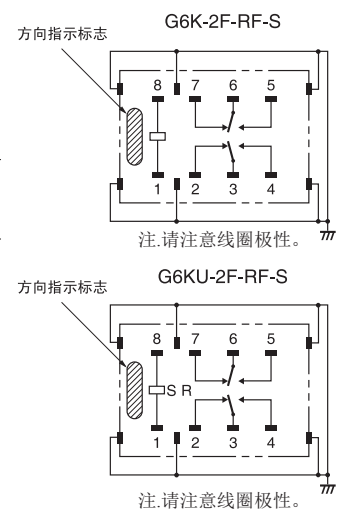 G6K-2F-RF-S
方向指示标志
8 7 6 5
1 2 3 4
注.请注意线圈极性。
G6KU-2F-RF-S
方向指示标志
8 7 6 5
S R
1 2 3 4
注.请注意线圈极性。